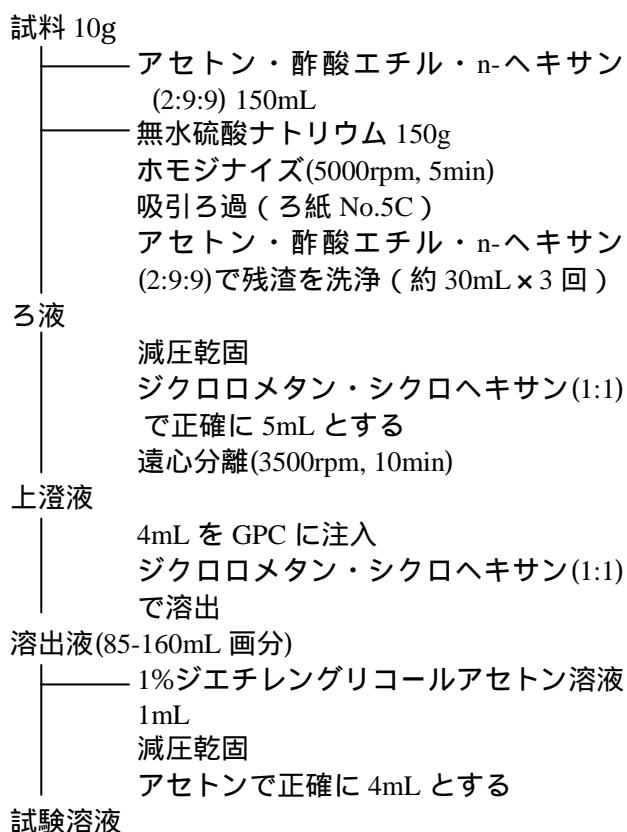 試料 10g
アセトン・酢酸エチル・n-ヘキサン
(2:9:9) 150mL
無水硫酸ナトリウム 150g
ホモジナイズ(5000rpm, 5min)
吸引ろ過(ろ紙 No.5C)
アセトン・酢酸エチル・n-ヘキサン
(2:9:9)で残渣を洗浄(約 30mL×3 回)
ろ液
減圧乾固
ジクロロメタン・シクロヘキサン(1:1)
で正確に 5mL とする
遠心分離(3500rpm, 10min)
上澄液
4mL を GPC に注入
ジクロロメタン・シクロヘキサン(1:1)
で溶出
溶出液(85-160mL 画分)
1%ジエチレングリコールアセトン溶液
1mL
減圧乾固
アセトンで正確に 4mL とする
試験溶液